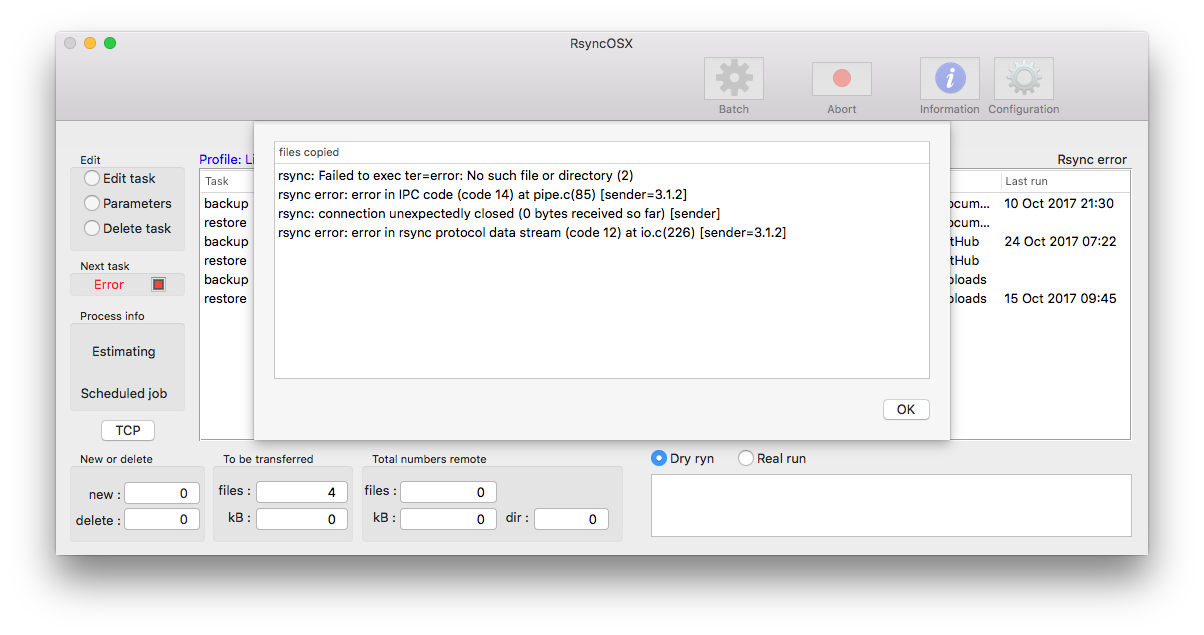 RsyncOSX
Batch
Abort
Information
Configuration
Edit
Edit task
Parameters
Delete task
Next task
Error
Process info
Estimating
Scheduled job
TCP
Profile: Li
Rsync error
Task
Last run
backup
ocum...
10 Oct 2017 21:30
restore
ocum...
backup
tHub
24 Oct 2017 07:22
restore
tHub
backup
loads
restore
loads
15 Oct 2017 09:45
files copied
rsync: Failed to exec ter=error: No such file or directory (2)
rsync error: error in IPC code (code 14) at pipe.c(85) [sender=3.1.2]
rsync: connection unexpectedly closed (0 bytes received so far) [sender]
rsync error: error in rsync protocol data stream (code 12) at io.c(226) [sender=3.1.2]
OK
New or delete
new : 0
delete : 0
To be transferred
files : 4
kB : 0
Total numbers remote
files : 0
kB : 0
dir : 0
Dry ryn
Real run